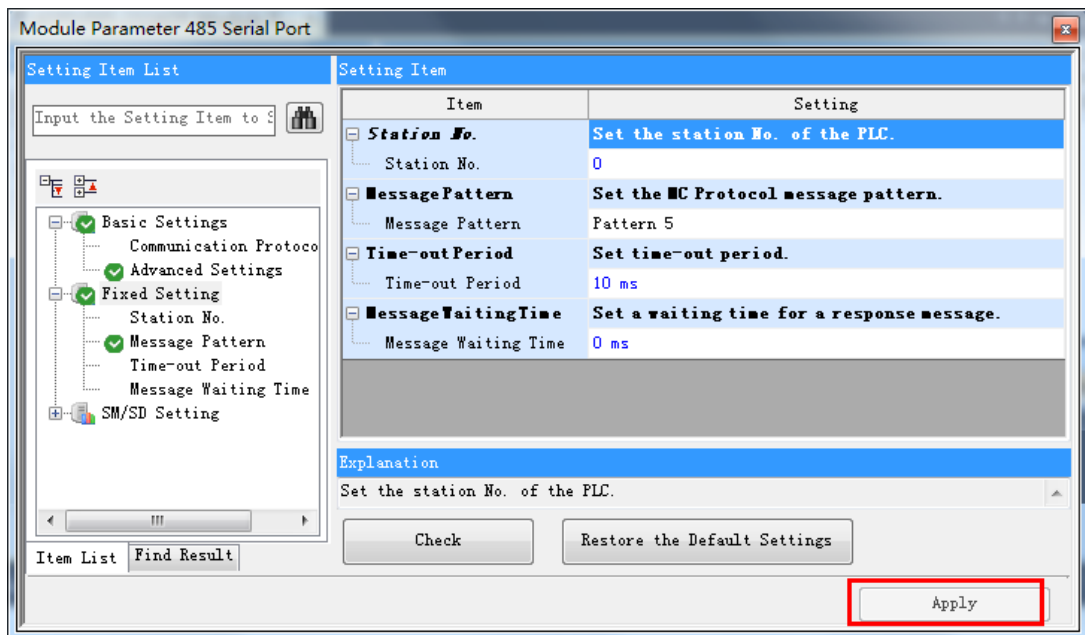 Module Parameter 485 Serial Port
Setting Item List
Input the Setting Item to S
Basic Settings
Communication Protoco
Advanced Settings
Fixed Setting
Station No.
Message Pattern
Time-out Period
Message Waiting Time
SM/SD Setting
Item List
Find Result
Setting Item
Item Setting
Station No. Set the station No. of the PLC.
Station No. 0
MessagePattern Set the MC Protocol message pattern.
Message Pattern Pattern 5
Time-outPeriod Set time-out period.
Time-out Period 10 ms
MessageWaitingTime Set a waiting time for a response message.
Message Waiting Time 0 ms
Explanation
Set the station No. of the PLC.
Check Restore the Default Settings
Apply